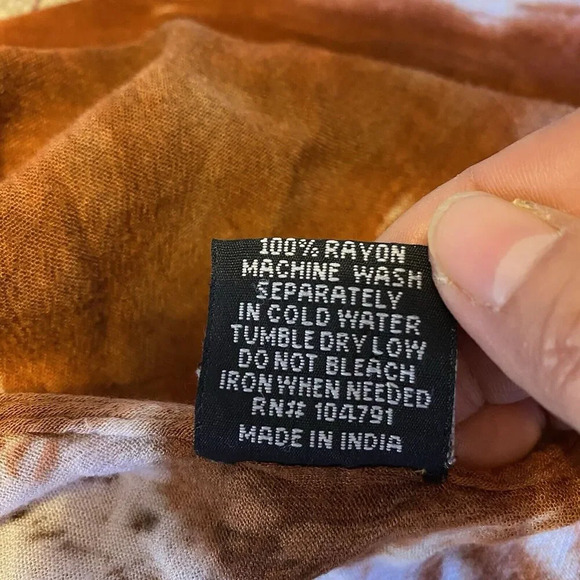 100% RAYON
MACHINE WASH
SEPARATELY
IN COLD WATER
TUMBLE DRY LOW
DO NOT BLEACH
IRON WHEN NEEDED
RN# 104791
MADE IN INDIA